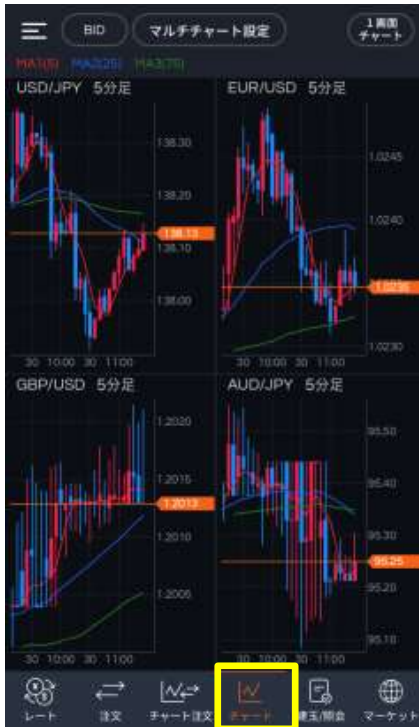 BID
マルチチャート設定
1画面
チャート
MA1(5) MA2(25) MA3(75)
USD/JPY 5分足
138.30
138.20
138.13
138.10
138.00
30 10:00 30 11:00
EUR/USD 5分足
1.0245
1.0240
1.0235
1.0230
30 10:00 30 11:00
GBP/USD 5分足
1.2020
1.2015
1.2013
1.2010
1.2005
30 10:00 30 11:00
AUD/JPY 5分足
95.50
95.40
95.30
95.25
95.20
95.10
30 10:00 30 11:00
レート
注文
チャート注文
チャート
建玉/照会
マーケット